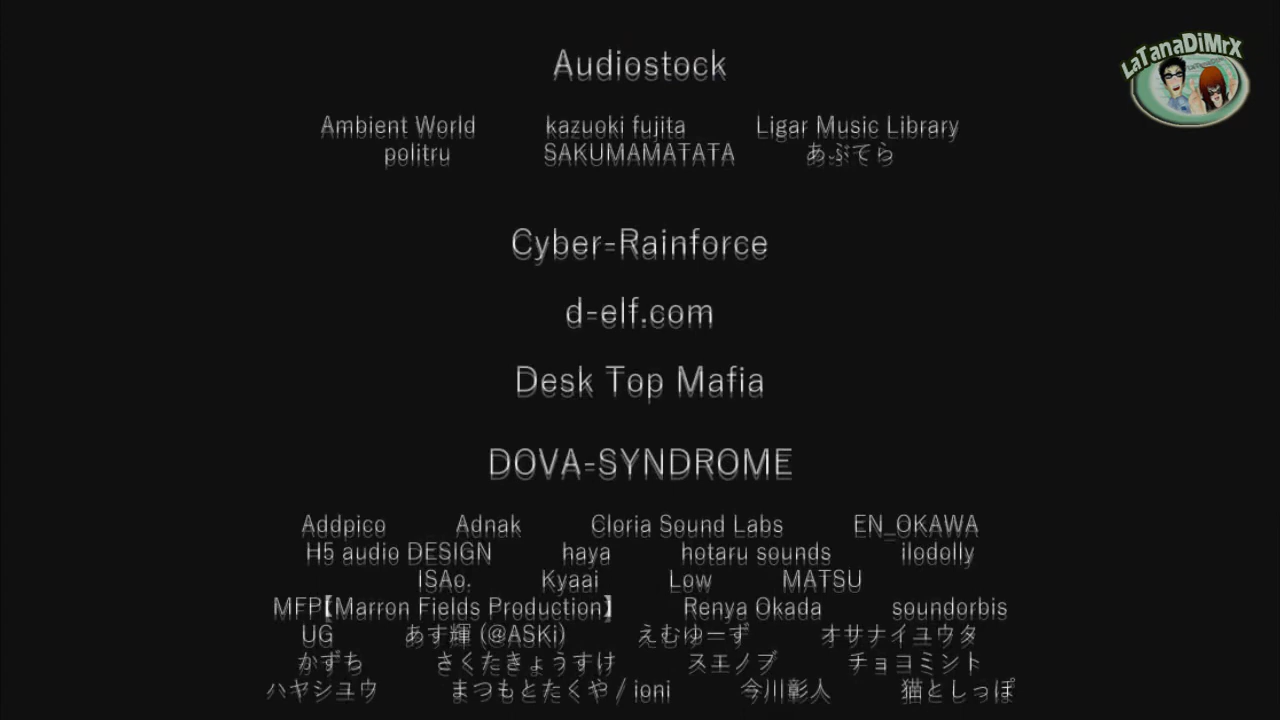 LaTanaDiMrX
Audiostock
Ambient World kazuoki fujita Ligar Music Library
politru SAKUMAMATATA あぶてら
Cyber-Rainforce
d-elf.com
Desk Top Mafia
DOVA-SYNDROME
Addpico Adnak Cloria Sound Labs EN_OKAWA
H5 audio DESIGN haya hotaru sounds ilodolly
ISAo. Kyaai Low MATSU
MFP【Marron Fields Production】 Renya Okada soundorbis
UG あす輝 (@ASKi) えむゆーず オサナイユウタ
かずち さくたきょうすけ スエノブ チョコミント
ハヤシユウ まつもとたくや / ioni 今川彰人 猫としっぽ